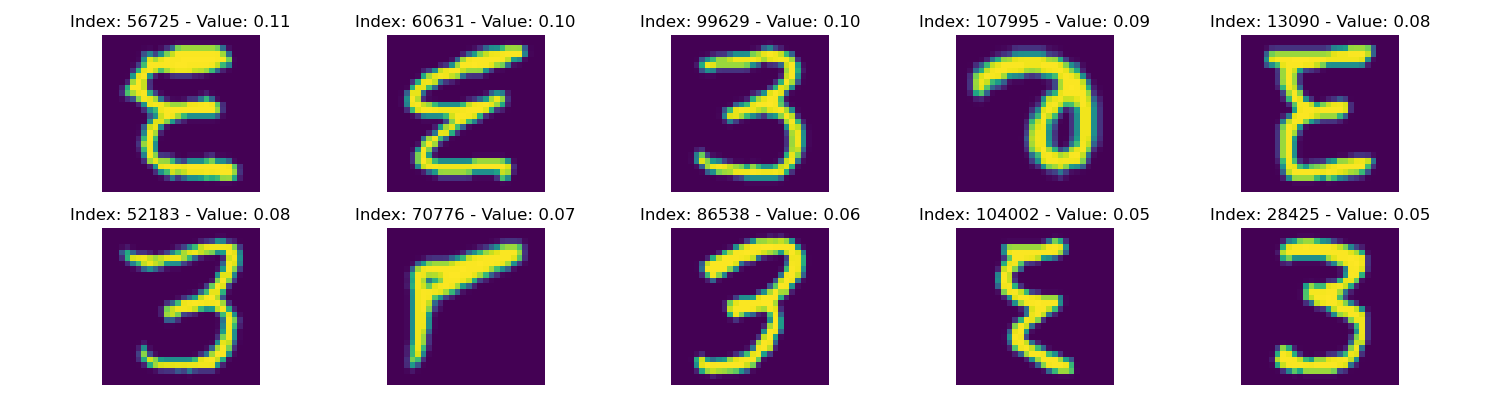 Index: 56725 - Value: 0.11 Index: 60631 - Value: 0.10 Index: 99629 - Value: 0.10 Index: 107995 - Value: 0.09 Index: 13090 - Value: 0.08
Index: 52183 - Value: 0.08 Index: 70776 - Value: 0.07 Index: 86538 - Value: 0.06 Index: 104002 - Value: 0.05 Index: 28425 - Value: 0.05